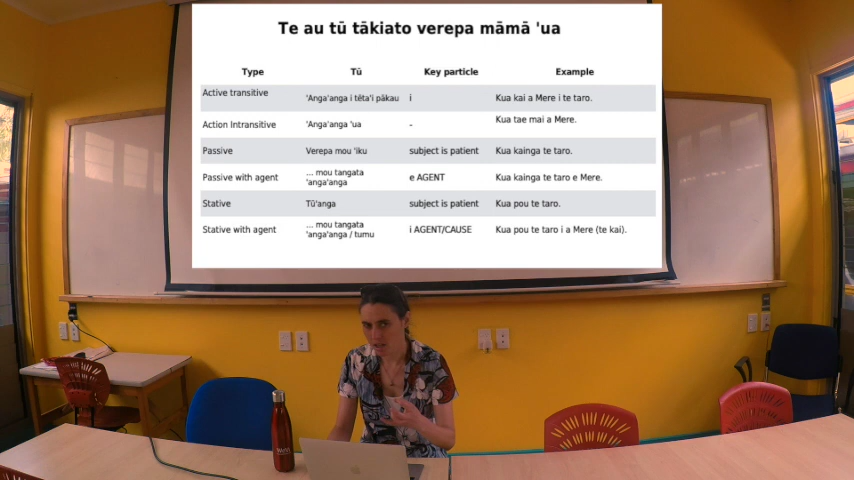 Te au tū tākiato verepa māmā 'ua
Type Tū Key particle Example
Active transitive 'Anga'anga i tēta'i pākau i Kua kai a Mere i te taro.
Action Intransitive 'Anga'anga 'ua - Kua tae mai a Mere.
Passive Verepa mou 'iku subject is patient Kua kainga te taro.
Passive with agent ... mou tangata 'anga'anga e AGENT Kua kainga te taro e Mere.
Stative Tū'anga subject is patient Kua pou te taro.
Stative with agent ... mou tangata 'anga'anga / tumu i AGENT/CAUSE Kua pou te taro i a Mere (te kai).